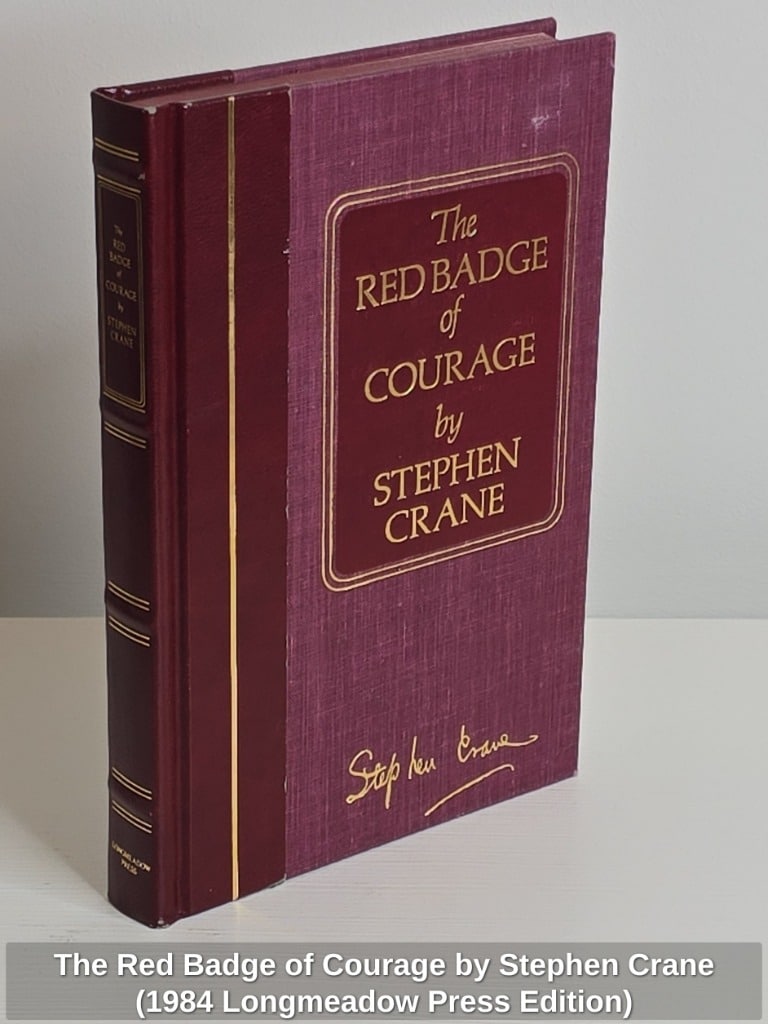 The
RED BADGE
of
COURAGE
by
STEPHEN
CRANE
Stephen Crane
The
RED
BADGE
of
COURAGE
by
STEPHEN
CRANE
LONGMEADOW
PRESS
The Red Badge of Courage by Stephen Crane
(1984 Longmeadow Press Edition)